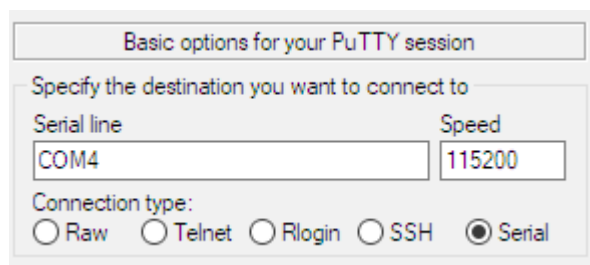 Basic options for your PuTTY session
Specify the destination you want to connect to
Serial line Speed
COM4 115200
Connection type:
Raw Telnet Rlogin SSH Serial